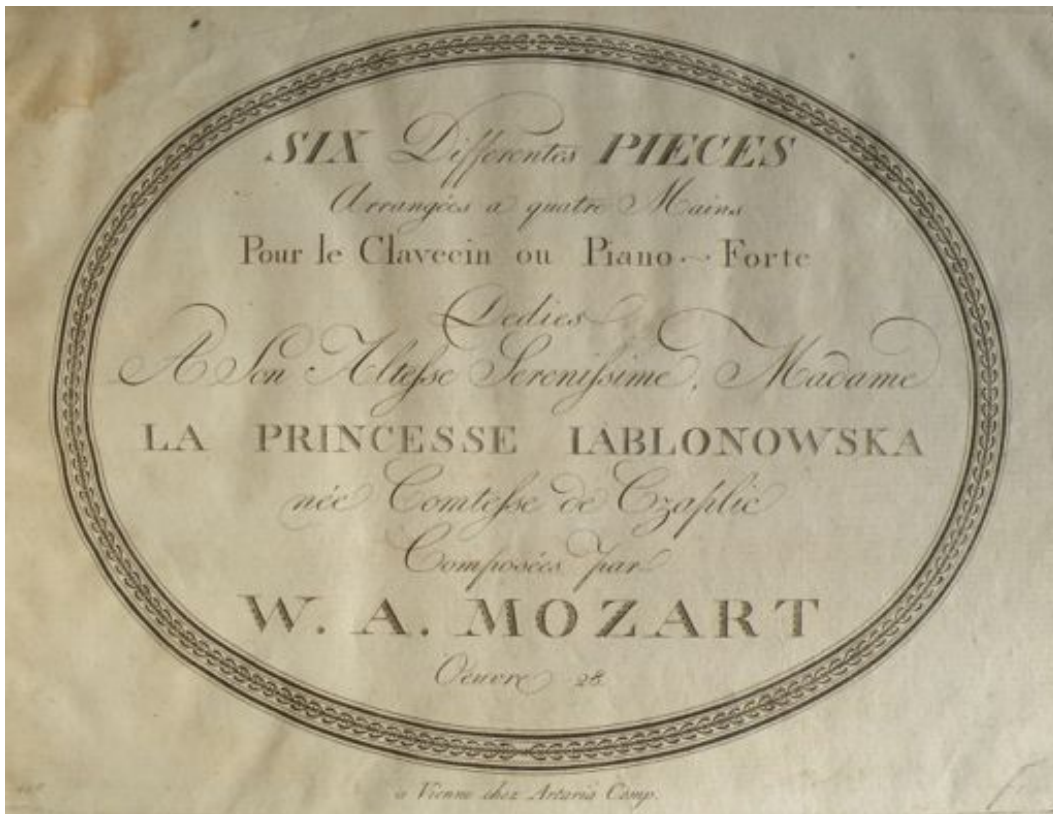 SIX Differentes PIECES
Arrangées a quatre Mains
Pour le Clavecin ou Piano~Forte
Dediés
A Son Altesse Serenissime, Madame
LA PRINCESSE IABLONOWSKA
née Comtesse de Czaplic
Composées par
W. A. MOZART
Oeuvre 28.
a Vienne chez Artaria Comp.